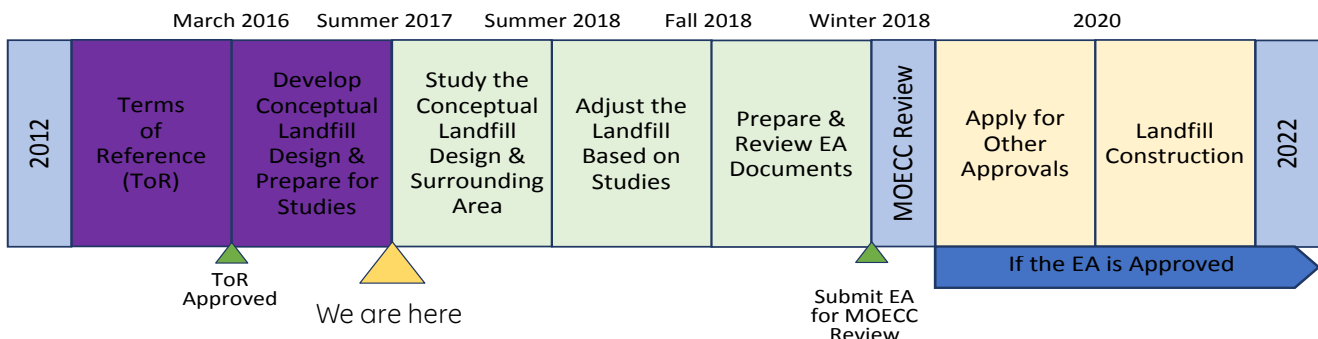 March 2016
Summer 2017
Summer 2018
Fall 2018
Winter 2018
2020
2012
Terms
of
Reference
(ToR)
Develop
Conceptual
Landfill
Design &
Prepare for
Studies
Study the
Conceptual
Landfill
Design &
Surrounding
Area
Adjust the
Landfill
Based on
Studies
Prepare &
Review EA
Documents
MOECC Review
Apply for
Other
Approvals
Landfill
Construction
2022
If the EA is Approved
ToR
Approved
We are here
Submit EA
for MOECC
Review